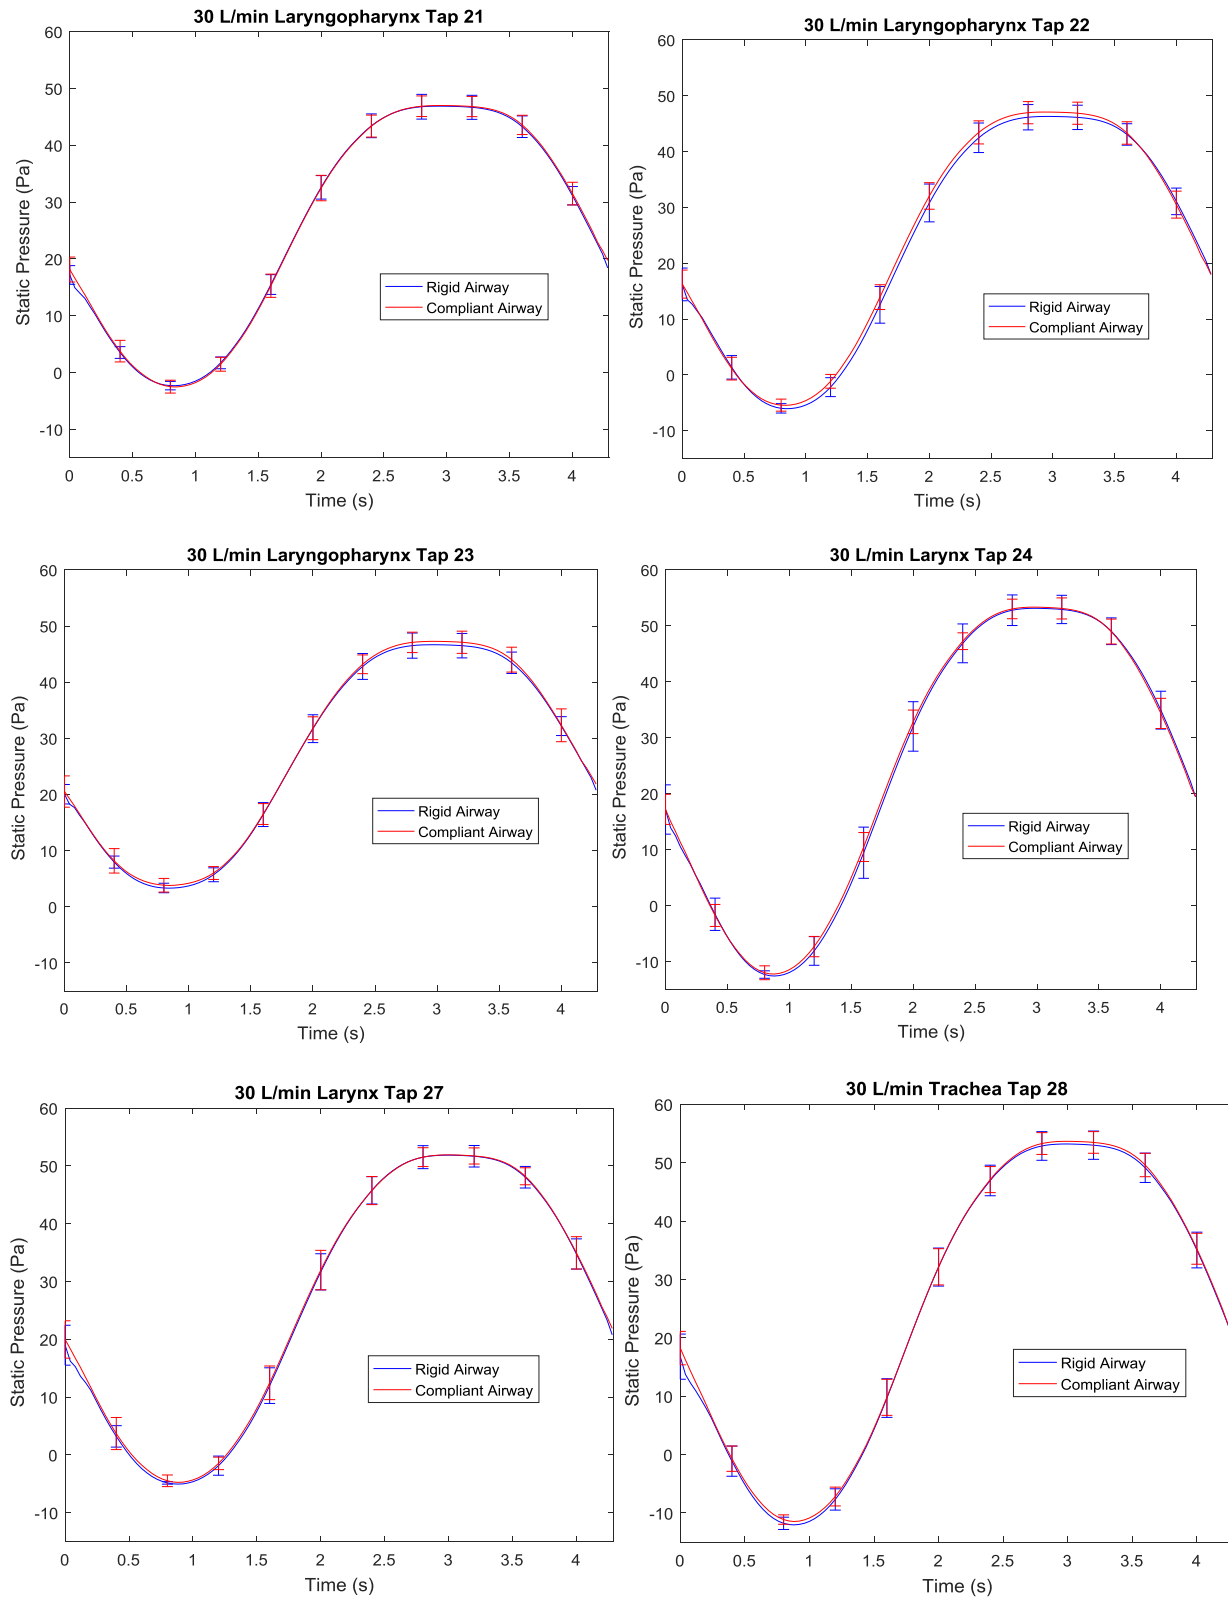 30 L/min Laryngopharynx Tap 21
60
50
40
30
20
10
0
-10
Static Pressure (Pa)
Rigid Airway
Compliant Airway
0 0.5 1 1.5 2 2.5 3 3.5 4
Time (s)
30 L/min Laryngopharynx Tap 22
60
50
40
30
20
10
0
-10
Static Pressure (Pa)
Rigid Airway
Compliant Airway
0 0.5 1 1.5 2 2.5 3 3.5 4
Time (s)
30 L/min Laryngopharynx Tap 23
60
50
40
30
20
10
0
-10
Static Pressure (Pa)
Rigid Airway
Compliant Airway
0 0.5 1 1.5 2 2.5 3 3.5 4
Time (s)
30 L/min Larynx Tap 24
60
50
40
30
20
10
0
-10
Static Pressure (Pa)
Rigid Airway
Compliant Airway
0 0.5 1 1.5 2 2.5 3 3.5 4
Time (s)
30 L/min Larynx Tap 27
60
50
40
30
20
10
0
-10
Static Pressure (Pa)
Rigid Airway
Compliant Airway
0 0.5 1 1.5 2 2.5 3 3.5 4
Time (s)
30 L/min Trachea Tap 28
60
50
40
30
20
10
0
-10
Static Pressure (Pa)
Rigid Airway
Compliant Airway
0 0.5 1 1.5 2 2.5 3 3.5 4
Time (s)